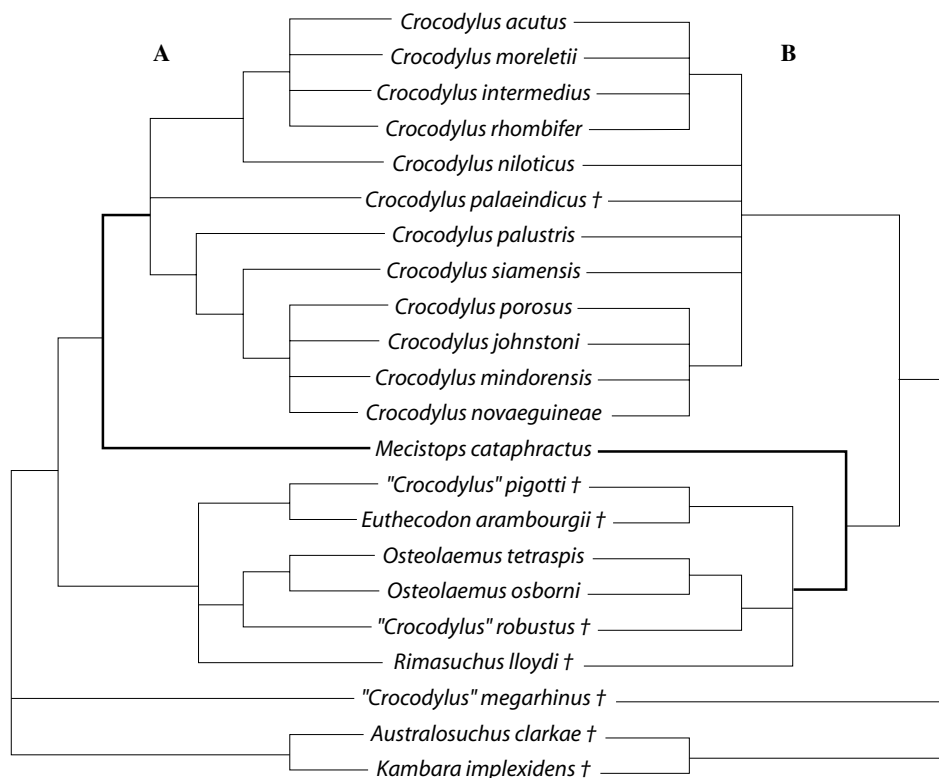 Crocodylus acutus
A
B
Crocodylus moreletii
Crocodylus intermedius
Crocodylus rhombifer
Crocodylus niloticus
Crocodylus palaeindicus †
Crocodylus palustris
Crocodylus siamensis
Crocodylus porosus
Crocodylus johnstoni
Crocodylus mindorensis
Crocodylus novaeguineae
Mecistops cataphractus
"Crocodylus" pigotti †
Euthecodon arambourgii †
Osteolaemus tetraspis
Osteolaemus osborni
"Crocodylus" robustus †
Rimasuchus lloydi †
"Crocodylus" megarhinus †
Australosuchus clarkae †
Kambara implexidens †